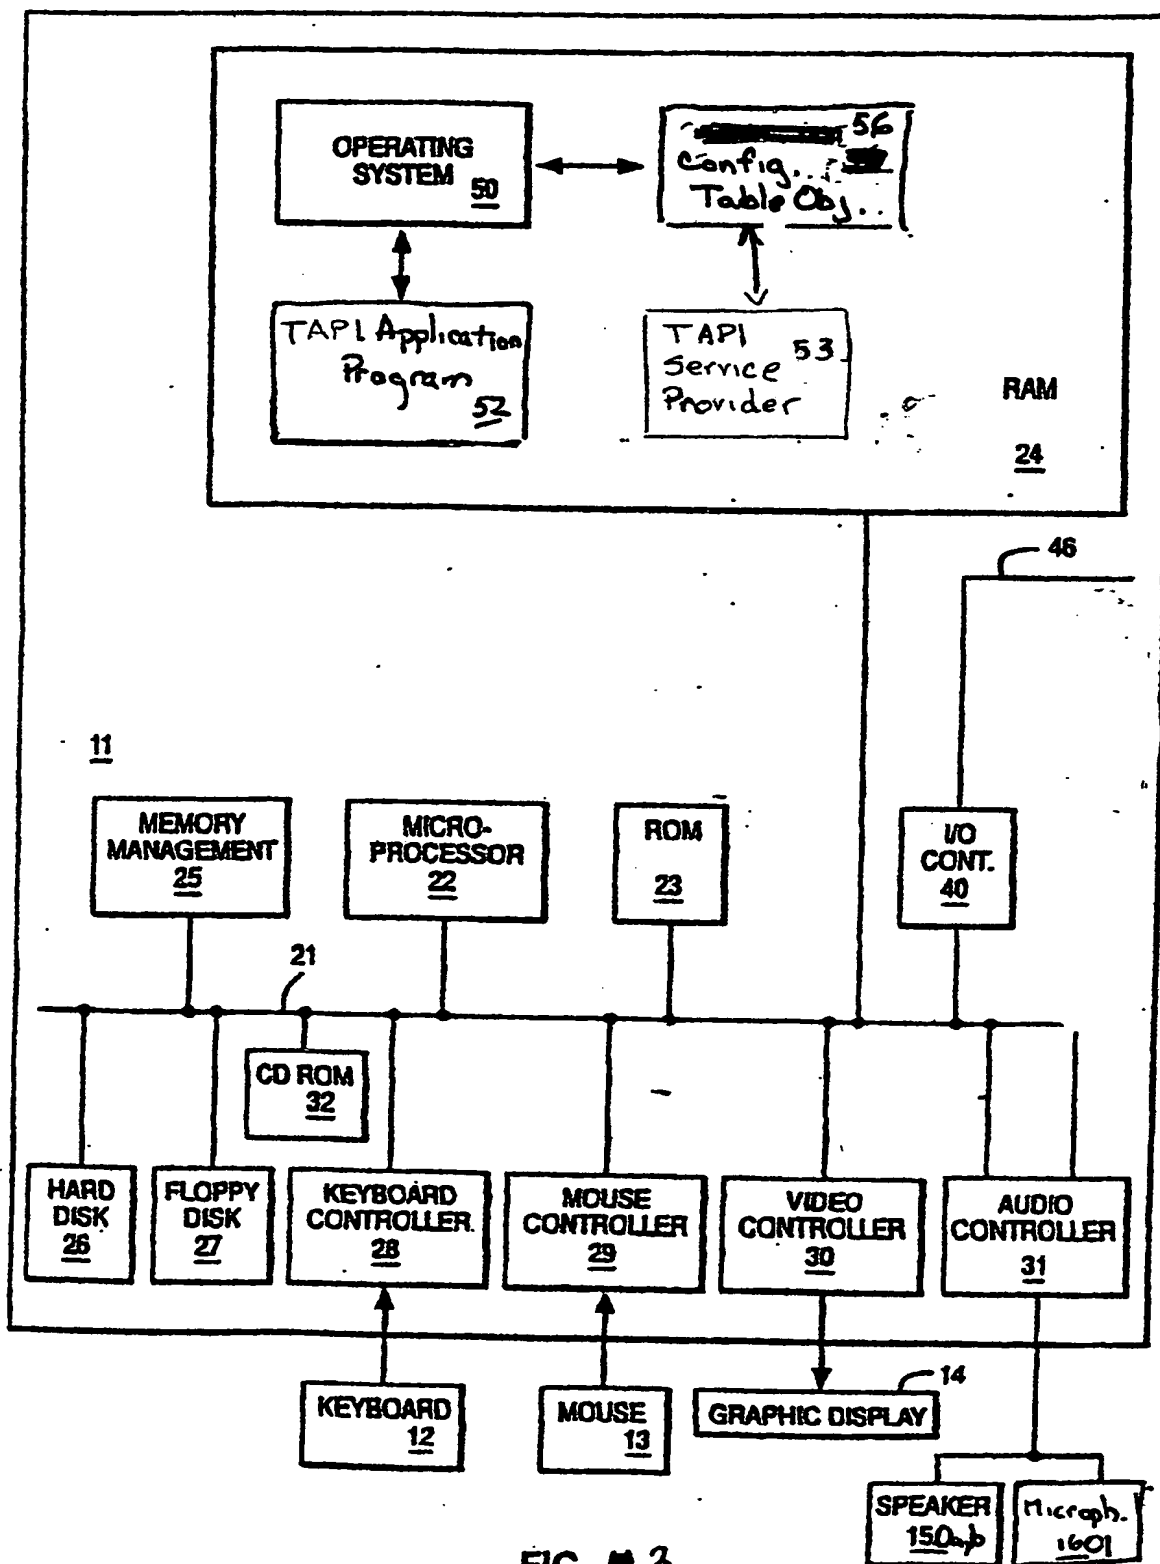 OPERATING
SYSTEM
50
56
Config.
Table Obj.
TAPI Application
Program
52
TAPI
Service 53
Provider
RAM
24
46
11
MEMORY
MANAGEMENT
25
MICRO-
PROCESSOR
22
ROM
23
I/O
CONT.
40
21
CD ROM
32
HARD
DISK
26
FLOPPY
DISK
27
KEYBOARD
CONTROLLER
28
MOUSE
CONTROLLER
29
VIDEO
CONTROLLER
30
AUDIO
CONTROLLER
31
KEYBOARD
12
MOUSE
13
14
GRAPHIC DISPLAY
SPEAKER
150a,b
Microph.
1601
FIG. 2